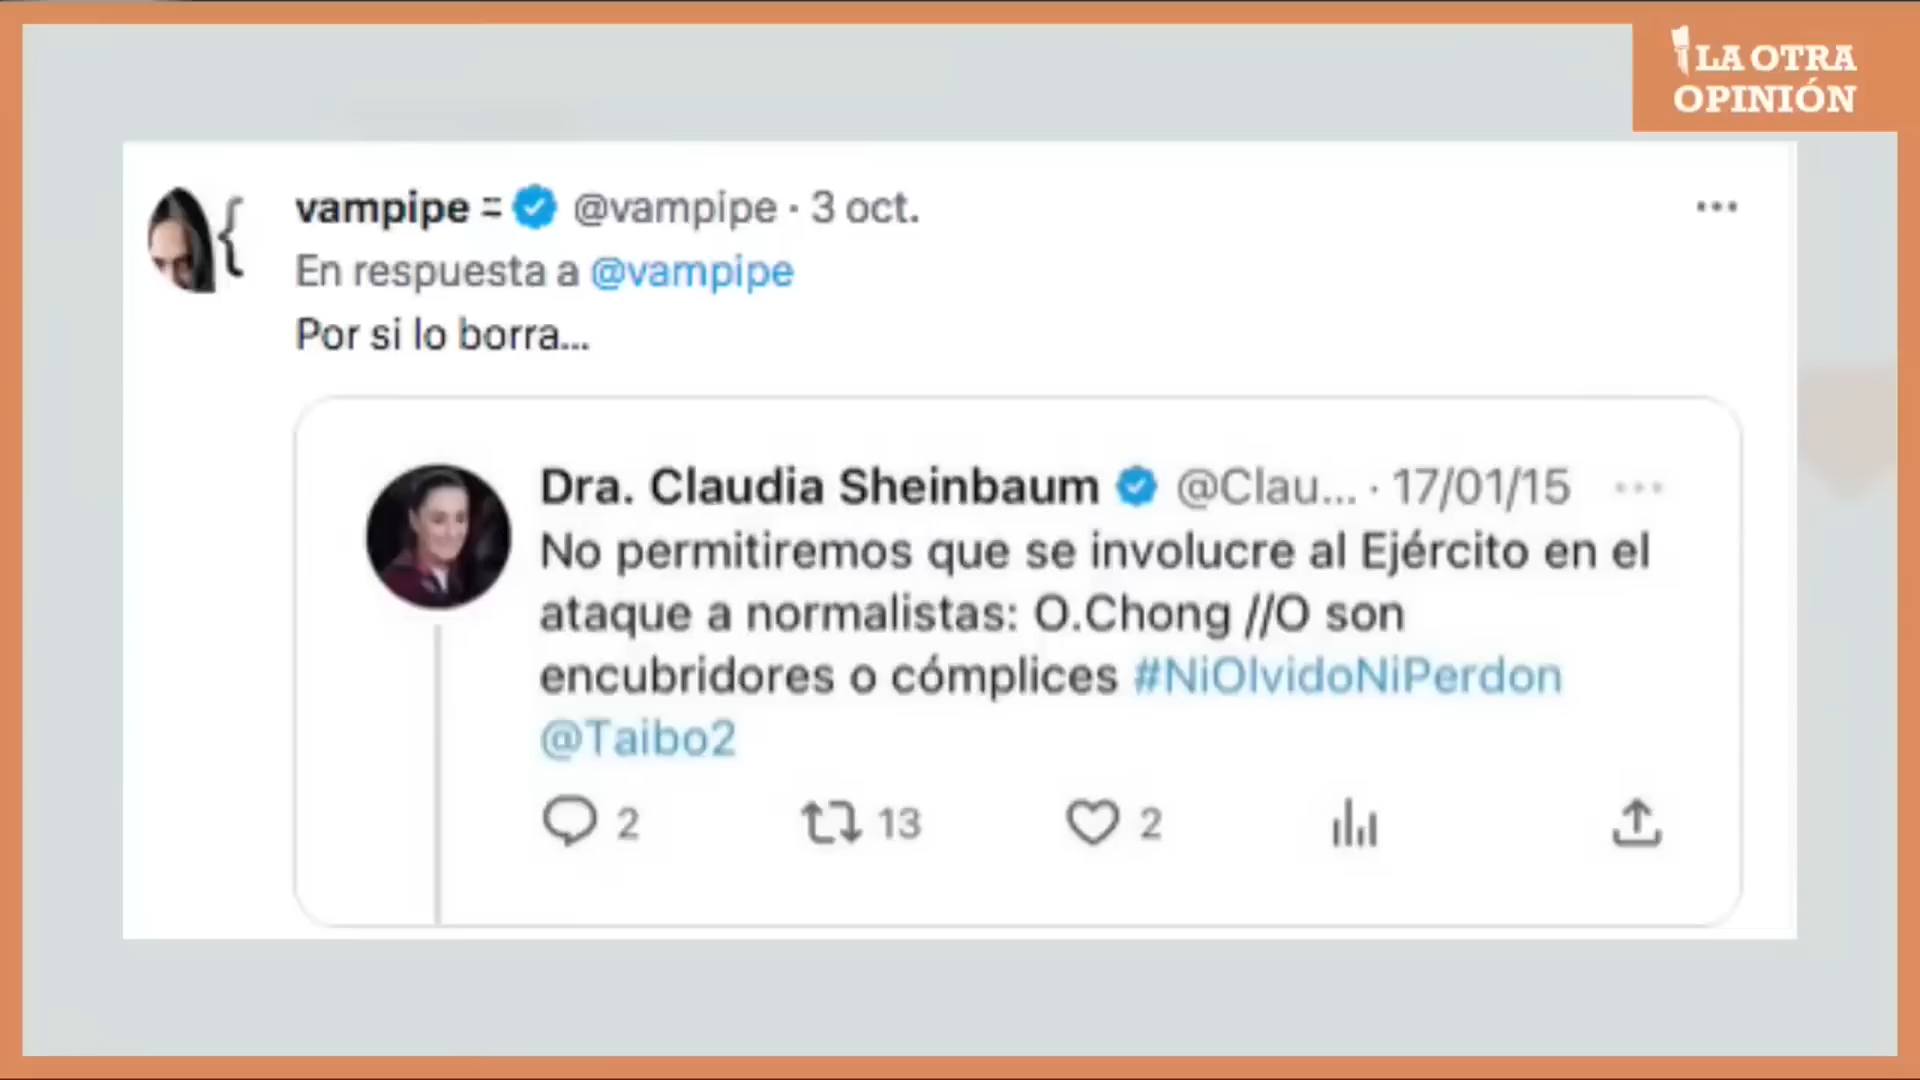 LA OTRA
OPINIÓN
vampipe = @vampipe · 3 oct.
En respuesta a @vampipe
Por si lo borra...
Dra. Claudia Sheinbaum @Clau... · 17/01/15
No permitiremos que se involucre al Ejército en el
ataque a normalistas: O.Chong //O son
encubridores o cómplices #NiOlvidoNiPerdon
@Taibo2
2 13 2